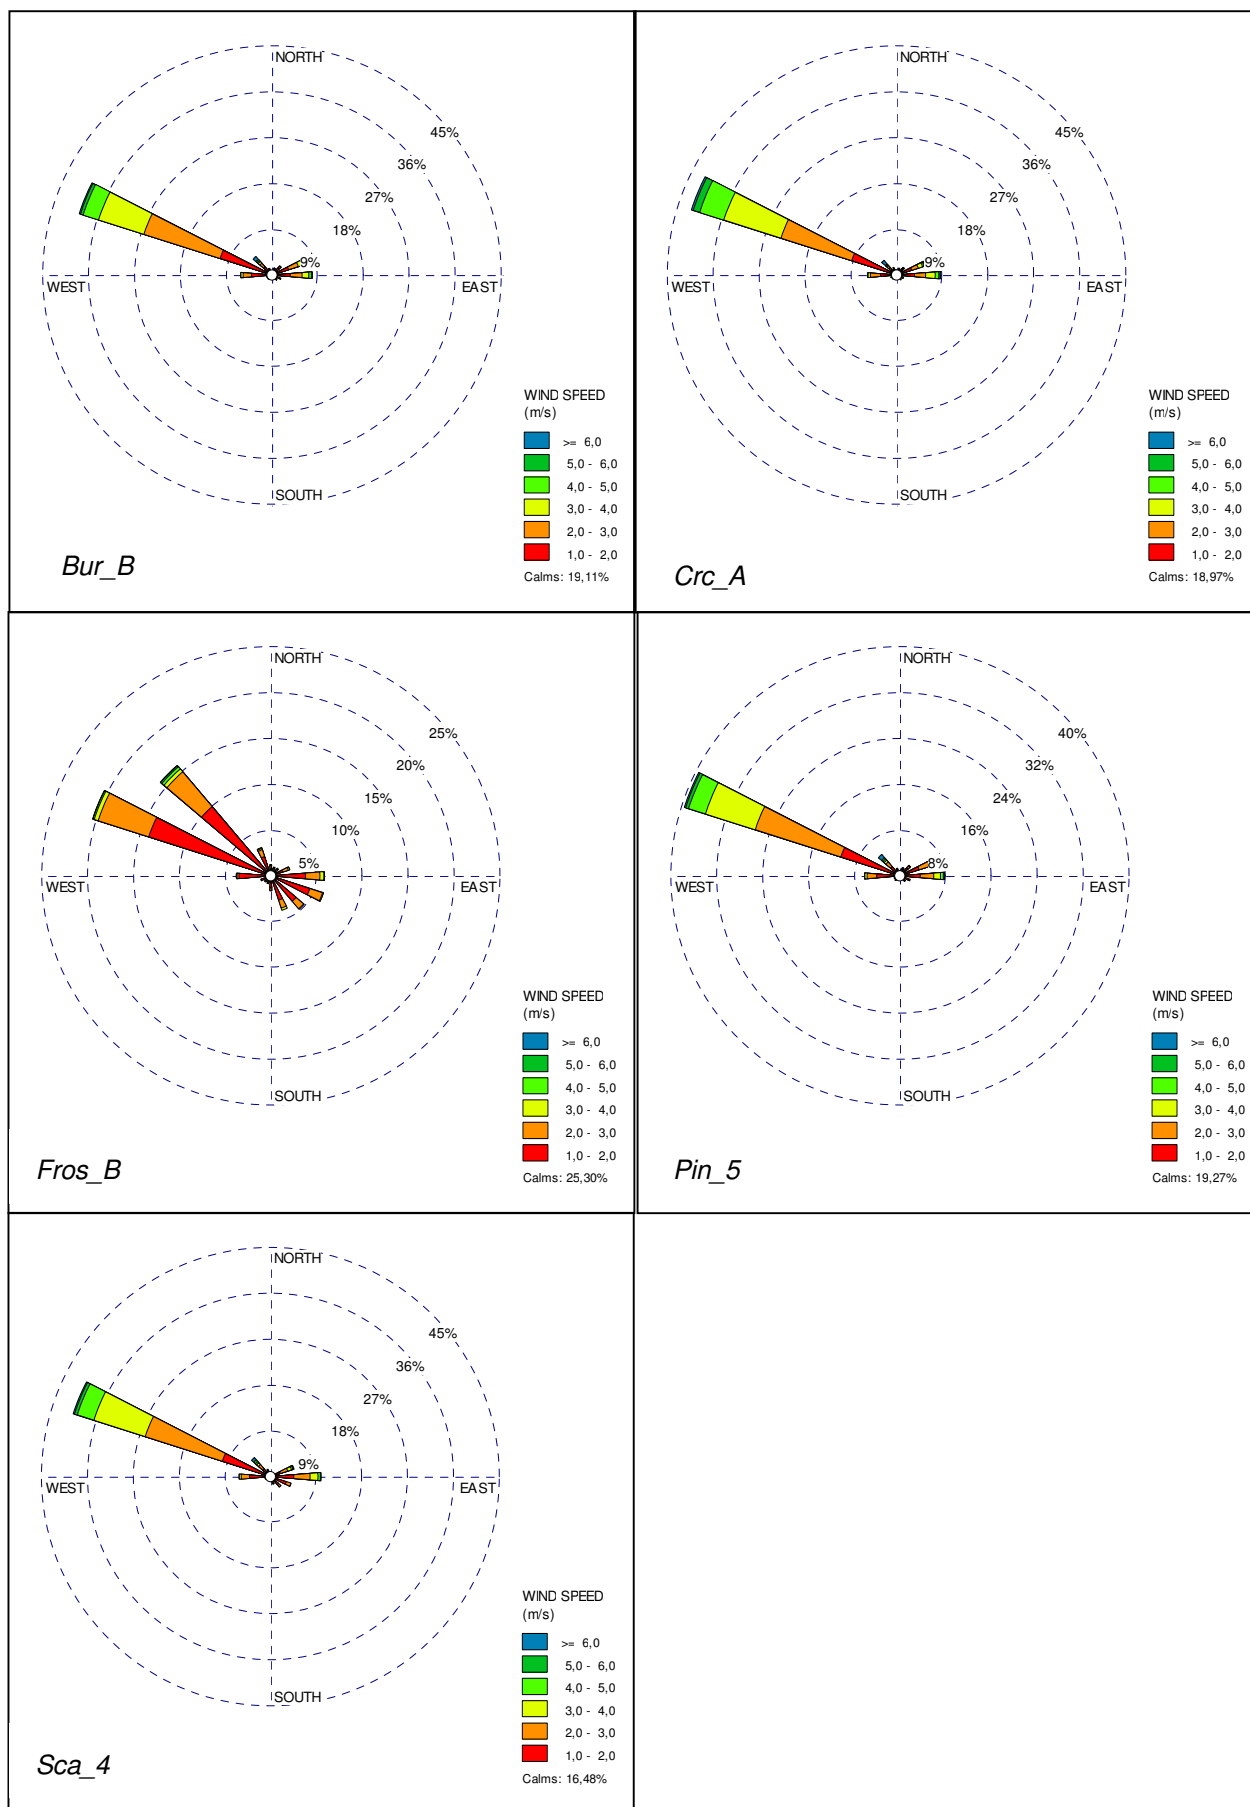 NORTH
45%
36%
27%
18%
9%
WEST
EAST
SOUTH
WIND SPEED
(m/s)
>= 6,0
5,0 - 6,0
4,0 - 5,0
3,0 - 4,0
2,0 - 3,0
1,0 - 2,0
Calms: 19,11%
Bur_B
NORTH
45%
36%
27%
18%
9%
WEST
EAST
SOUTH
WIND SPEED
(m/s)
>= 6,0
5,0 - 6,0
4,0 - 5,0
3,0 - 4,0
2,0 - 3,0
1,0 - 2,0
Calms: 18,97%
Crc_A
NORTH
25%
20%
15%
10%
5%
WEST
EAST
SOUTH
WIND SPEED
(m/s)
>= 6,0
5,0 - 6,0
4,0 - 5,0
3,0 - 4,0
2,0 - 3,0
1,0 - 2,0
Calms: 25,30%
Fros_B
NORTH
40%
32%
24%
16%
8%
WEST
EAST
SOUTH
WIND SPEED
(m/s)
>= 6,0
5,0 - 6,0
4,0 - 5,0
3,0 - 4,0
2,0 - 3,0
1,0 - 2,0
Calms: 19,27%
Pin_5
NORTH
45%
36%
27%
18%
9%
WEST
EAST
SOUTH
WIND SPEED
(m/s)
>= 6,0
5,0 - 6,0
4,0 - 5,0
3,0 - 4,0
2,0 - 3,0
1,0 - 2,0
Calms: 16,48%
Sca_4